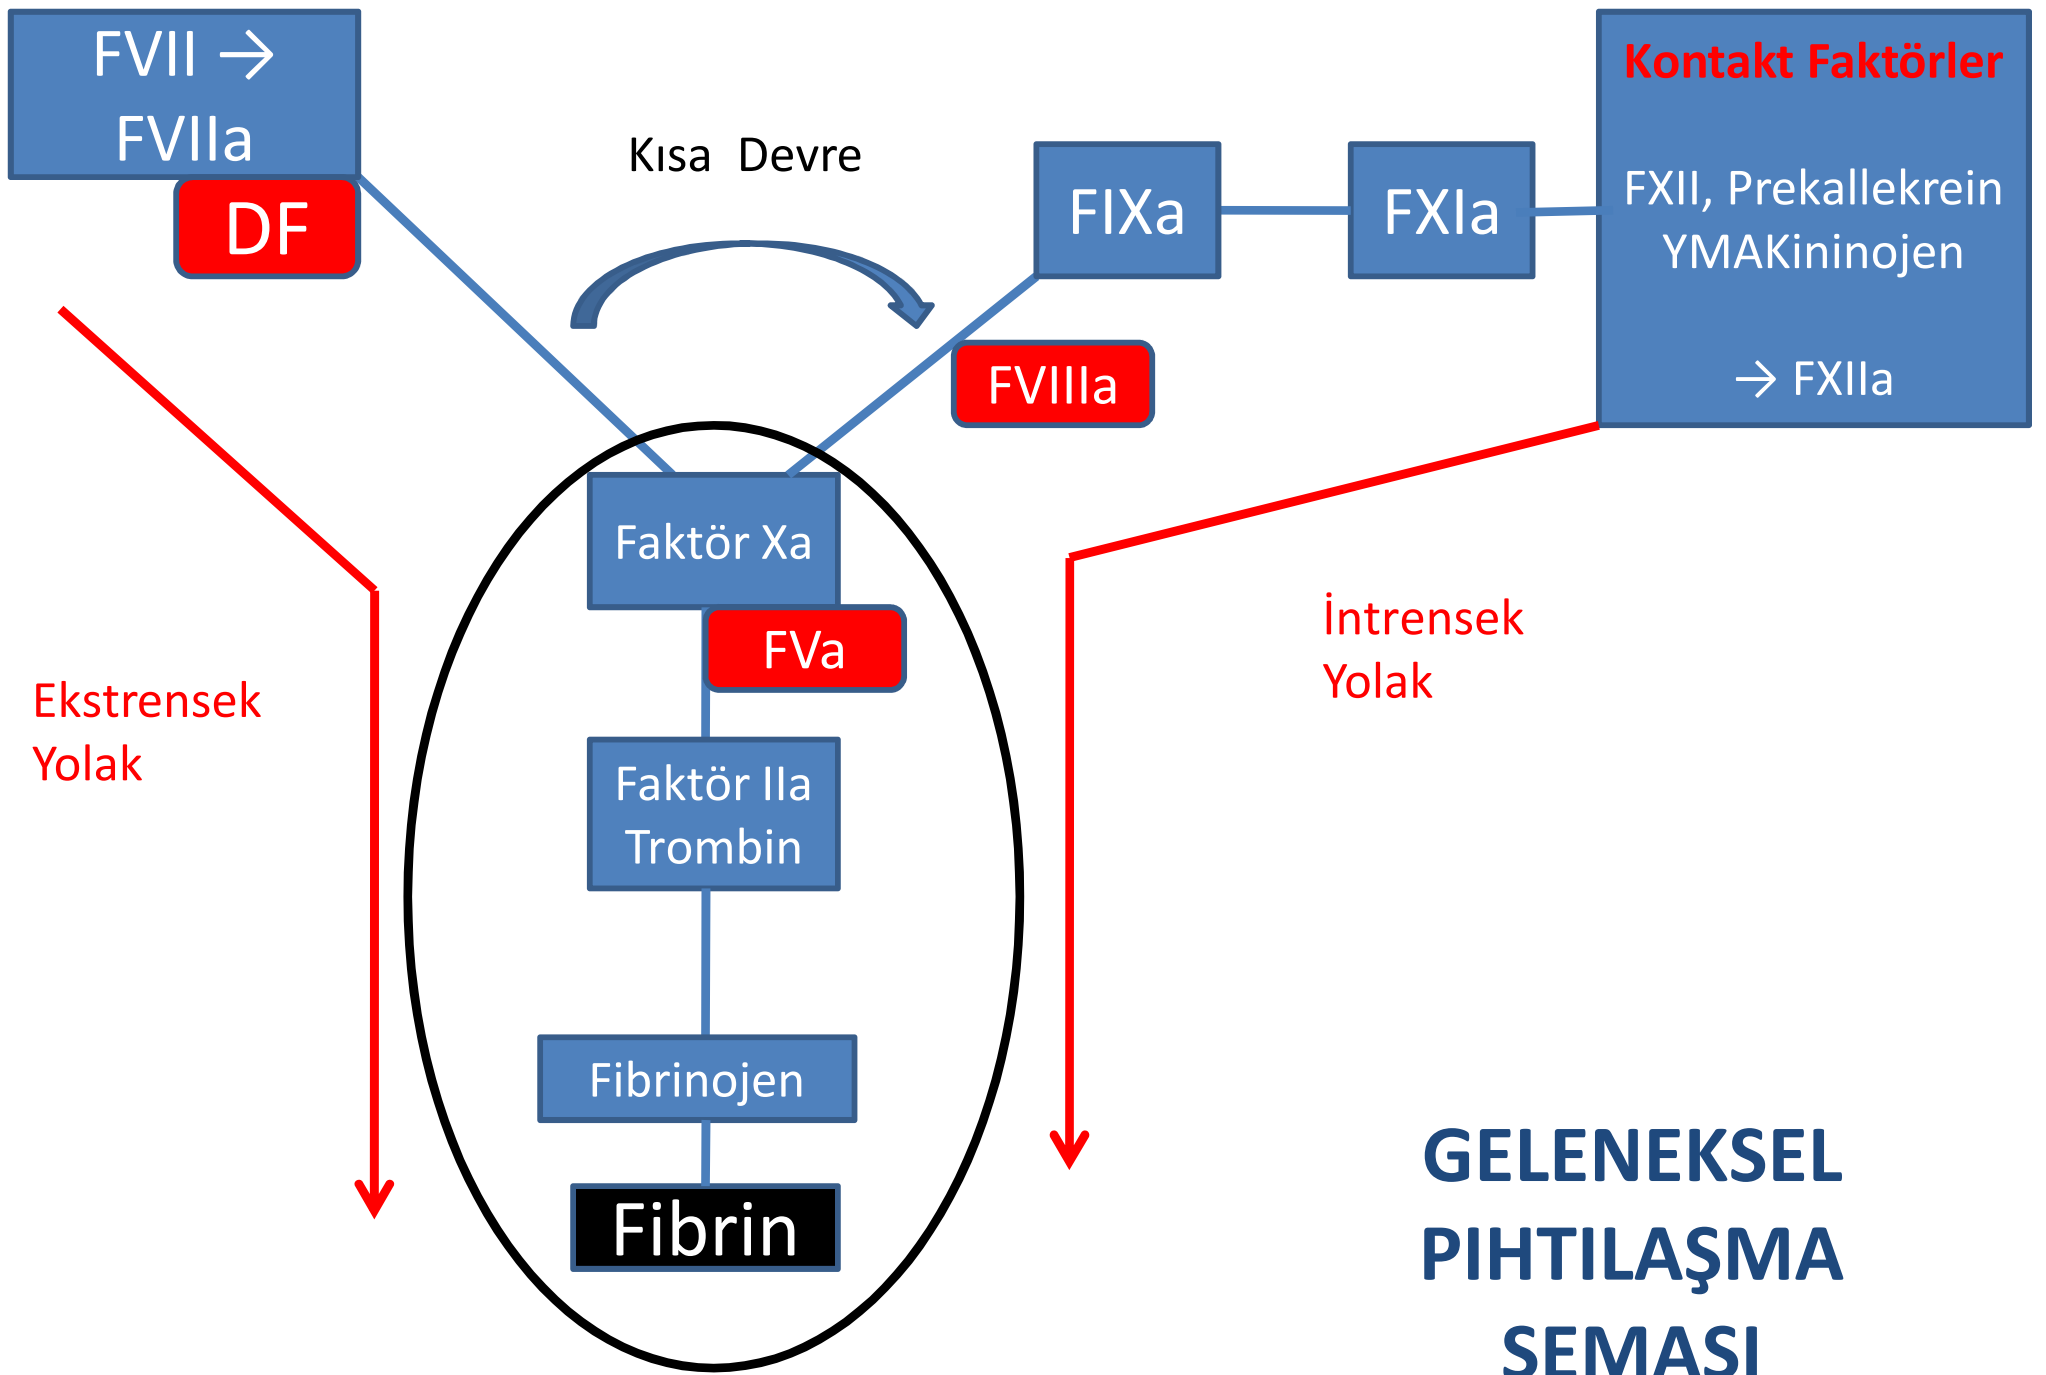 FVII →
FVIIa
DF
Kısa Devre
FIXa
FXIa
Kontakt Faktörler
FXII, Prekallekrein
YMAKininojen
→ FXIIa
FVIIIa
Faktör Xa
FVa
İntrensek
Yolak
Ekstrensek
Yolak
Faktör IIa
Trombin
Fibrinojen
Fibrin
GELENEKSEL
PIHTILAŞMA
ŞEMASI